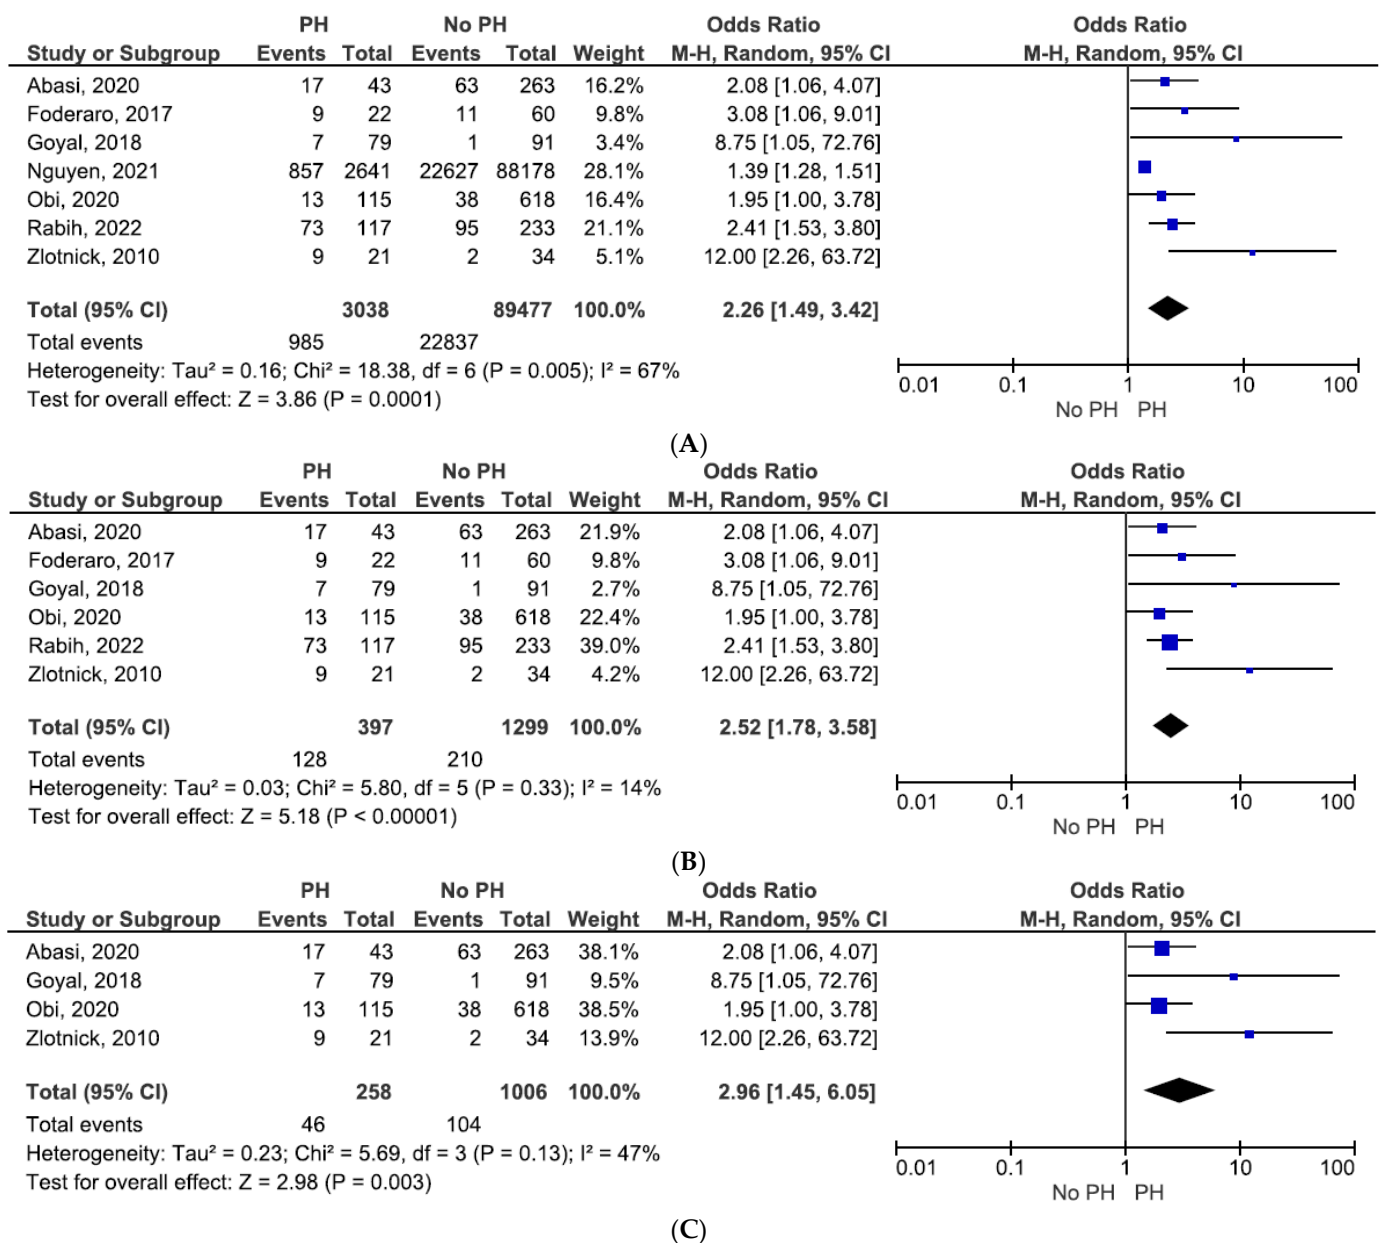 PH No PH Odds Ratio Odds Ratio
Study or Subgroup Events Total Events Total Weight M-H, Random, 95% CI M-H, Random, 95% CI
Abasi, 2020 17 43 63 263 16.2% 2.08 [1.06, 4.07]
Foderaro, 2017 9 22 11 60 9.8% 3.08 [1.06, 9.01]
Goyal, 2018 7 79 1 91 3.4% 8.75 [1.05, 72.76]
Nguyen, 2021 857 2641 22627 88178 28.1% 1.39 [1.28, 1.51]
Obi, 2020 13 115 38 618 16.4% 1.95 [1.00, 3.78]
Rabih, 2022 73 117 95 233 21.1% 2.41 [1.53, 3.80]
Zlotnick, 2010 9 21 2 34 5.1% 12.00 [2.26, 63.72]
Total (95% CI) 3038 89477 100.0% 2.26 [1.49, 3.42]
Total events 985 22837
Heterogeneity: Tau² = 0.16; Chi² = 18.38, df = 6 (P = 0.005); I² = 67%
Test for overall effect: Z = 3.86 (P = 0.0001)
0.01 0.1 1 10 100
No PH PH
(A)
PH No PH Odds Ratio Odds Ratio
Study or Subgroup Events Total Events Total Weight M-H, Random, 95% CI M-H, Random, 95% CI
Abasi, 2020 17 43 63 263 21.9% 2.08 [1.06, 4.07]
Foderaro, 2017 9 22 11 60 9.8% 3.08 [1.06, 9.01]
Goyal, 2018 7 79 1 91 2.7% 8.75 [1.05, 72.76]
Obi, 2020 13 115 38 618 22.4% 1.95 [1.00, 3.78]
Rabih, 2022 73 117 95 233 39.0% 2.41 [1.53, 3.80]
Zlotnick, 2010 9 21 2 34 4.2% 12.00 [2.26, 63.72]
Total (95% CI) 397 1299 100.0% 2.52 [1.78, 3.58]
Total events 128 210
Heterogeneity: Tau² = 0.03; Chi² = 5.80, df = 5 (P = 0.33); I² = 14%
Test for overall effect: Z = 5.18 (P < 0.00001)
0.01 0.1 1 10 100
No PH PH
(B)
PH No PH Odds Ratio Odds Ratio
Study or Subgroup Events Total Events Total Weight M-H, Random, 95% CI M-H, Random, 95% CI
Abasi, 2020 17 43 63 263 38.1% 2.08 [1.06, 4.07]
Goyal, 2018 7 79 1 91 9.5% 8.75 [1.05, 72.76]
Obi, 2020 13 115 38 618 38.5% 1.95 [1.00, 3.78]
Zlotnick, 2010 9 21 2 34 13.9% 12.00 [2.26, 63.72]
Total (95% CI) 258 1006 100.0% 2.96 [1.45, 6.05]
Total events 46 104
Heterogeneity: Tau² = 0.23; Chi² = 5.69, df = 3 (P = 0.13); I² = 47%
Test for overall effect: Z = 2.98 (P = 0.003)
0.01 0.1 1 10 100
No PH PH
(C)